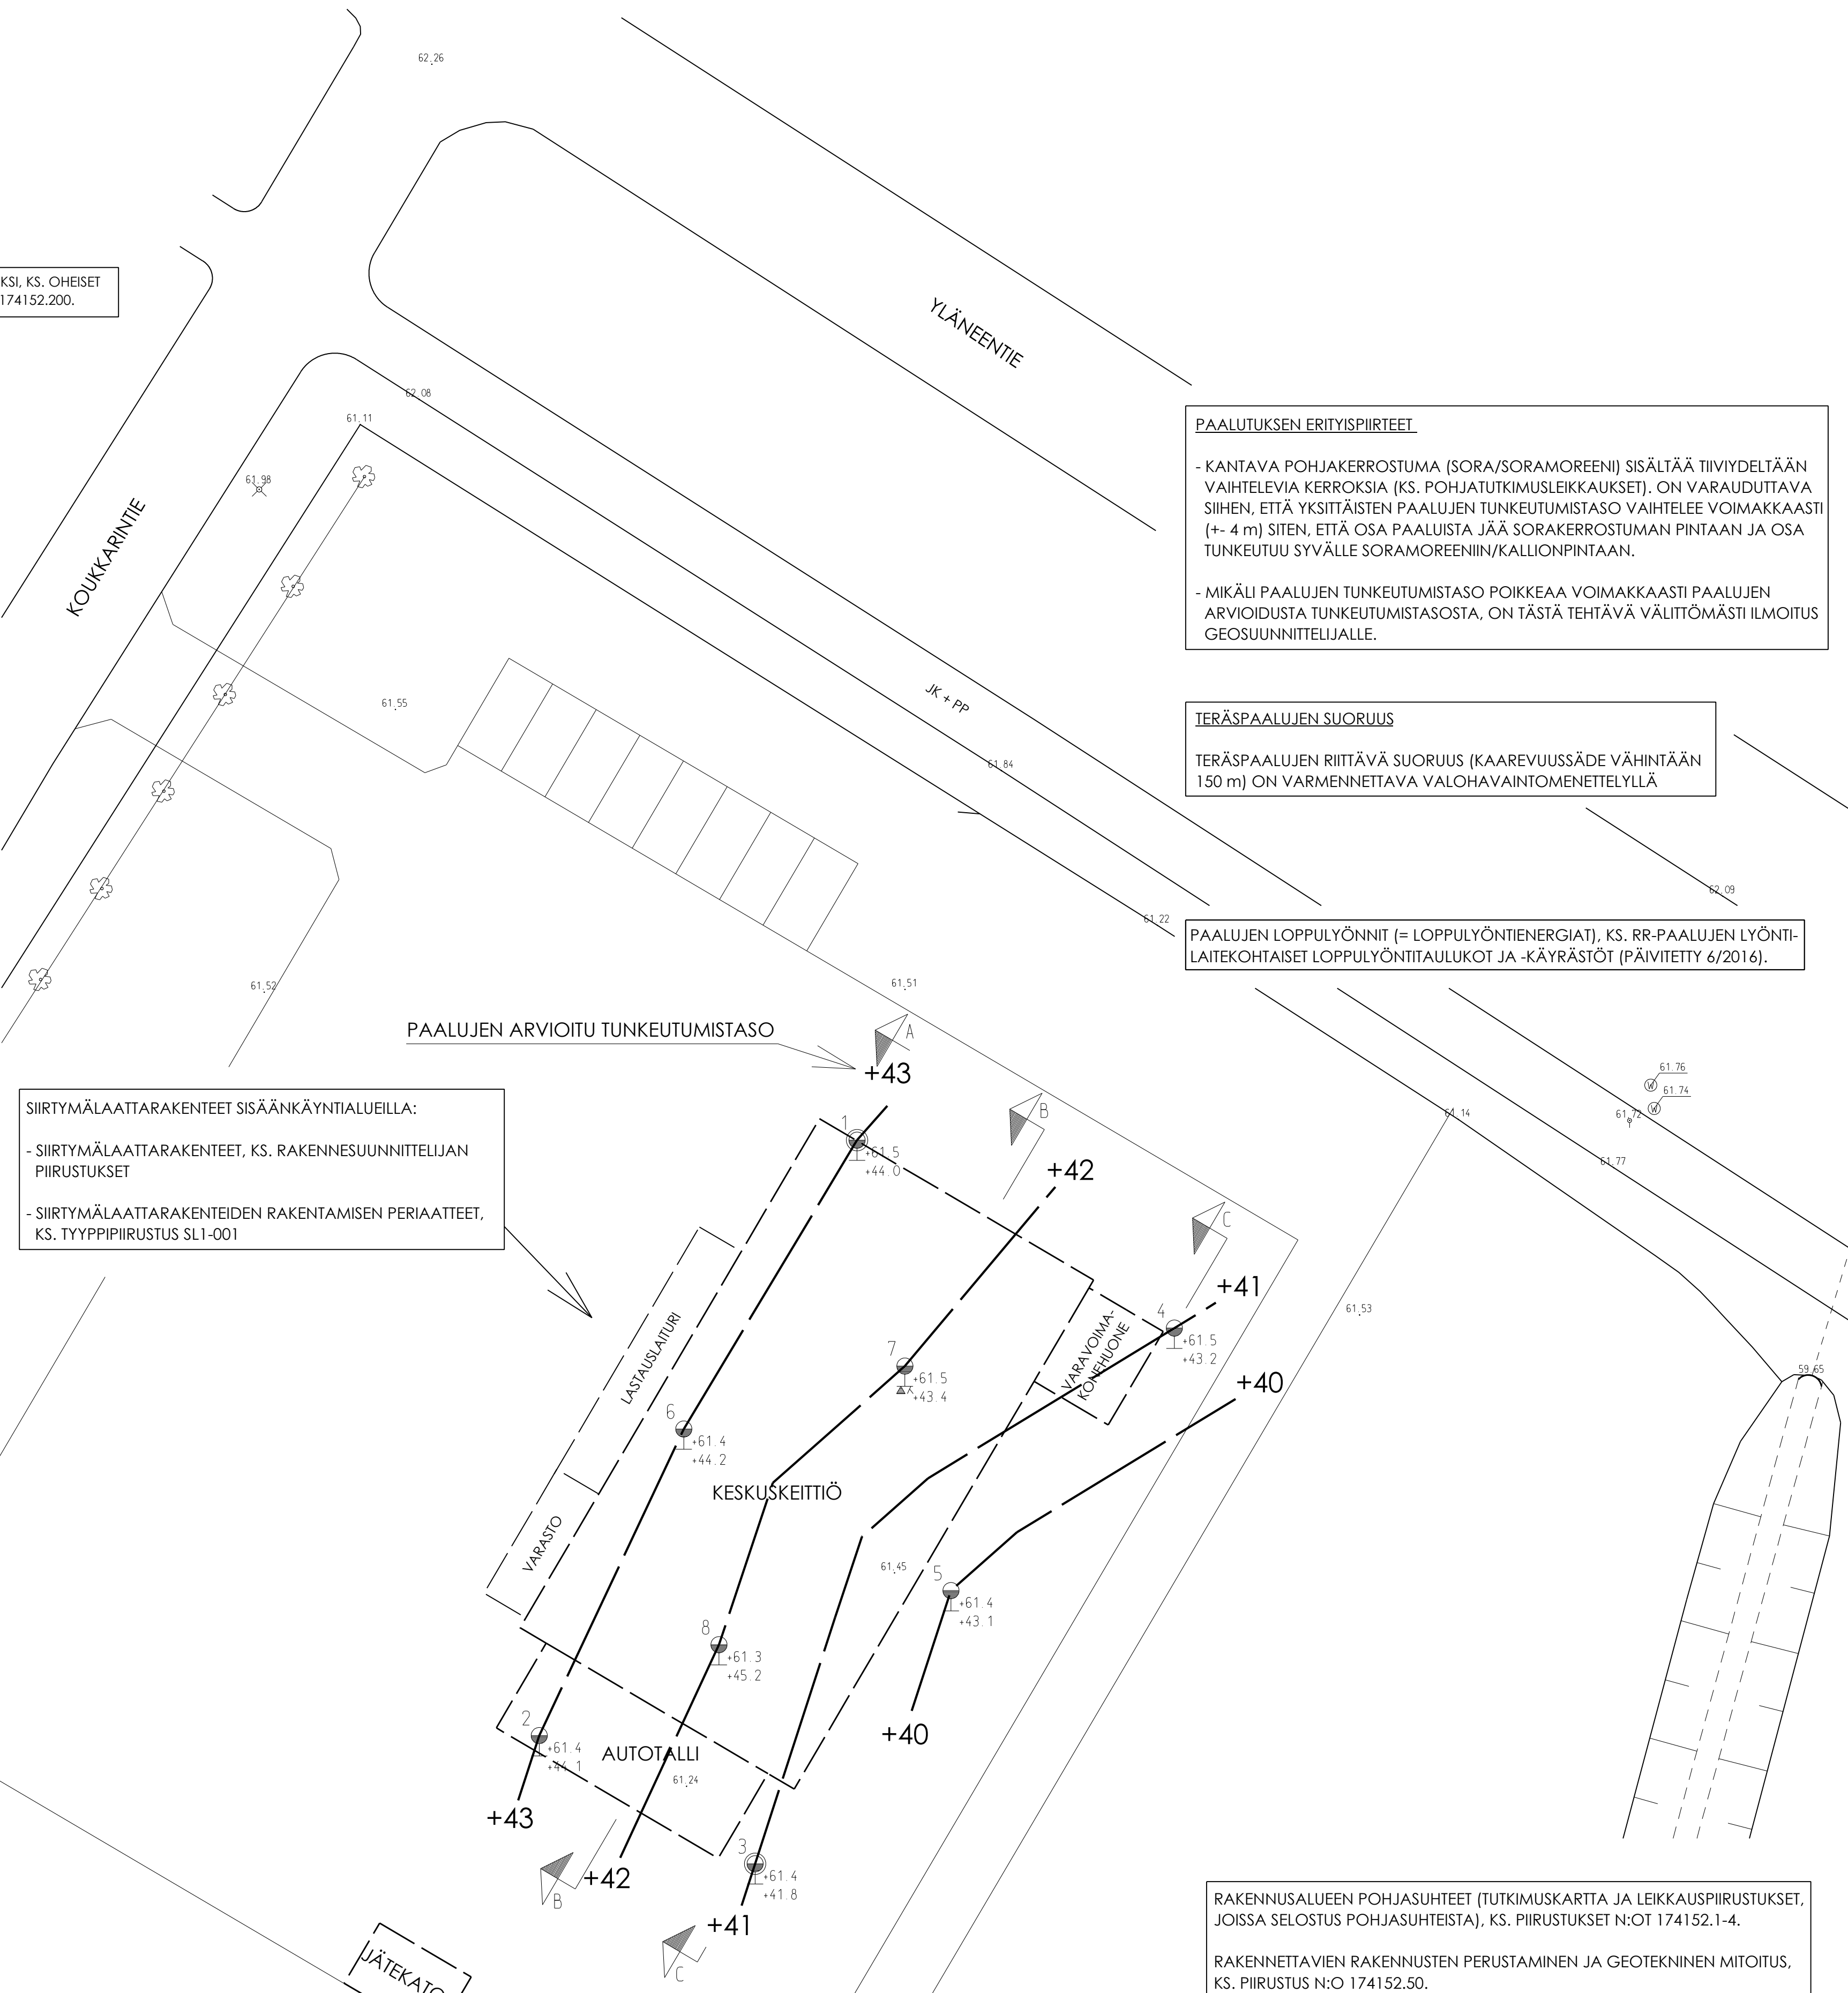 62.26
KSI, KS. OHEISET
174152.200.
YLÄNEENTIE
KOUKKARINTIE
62.08
61.11
61.98
PAALUTUKSEN ERITYISPIIRTEET
- KANTAVA POHJAKERROSTUMA (SORA/SORAMOREENI) SISÄLTÄÄ TIIVIYDELTÄÄN
VAIHTELEVIA KERROKSIA (KS. POHJATUTKIMUSLEIKKAUKSET). ON VARAUDUTTAVA
SIIHEN, ETTÄ YKSITTÄISTEN PAALUJEN TUNKEUTUMISTASO VAIHTELEE VOIMAKKAASTI
(+- 4 m) SITEN, ETTÄ OSA PAALUISTA JÄÄ SORAKERROSTUMAN PINTAAN JA OSA
TUNKEUTUU SYVÄLLE SORAMOREENIIN/KALLIONPINTAAN.
- MIKÄLI PAALUJEN TUNKEUTUMISTASO POIKKEAA VOIMAKKAASTI PAALUJEN
ARVIOIDUSTA TUNKEUTUMISTASOSTA, ON TÄSTÄ TEHTÄVÄ VÄLITTÖMÄSTI ILMOITUS
GEOSUUNNITTELIJALLE.
61.55
JK + PP
61.84
TERÄSPAALUJEN SUORUUS
TERÄSPAALUJEN RIITTÄVÄ SUORUUS (KAAREVUUSSÄDE VÄHINTÄÄN
150 m) ON VARMENNETTAVA VALOHAVAINTOMENETTELYLLÄ
62.09
61.22
PAALUJEN LOPPULYÖNNIT (= LOPPULYÖNTIENERGIAT), KS. RR-PAALUJEN LYÖNTI-
LAITEKOHTAISET LOPPULYÖNTITAULUKOT JA -KÄYRÄSTÖT (PÄIVITETTY 6/2016).
61.52
61.51
PAALUJEN ARVIOITU TUNKEUTUMISTASO
A
+43
B
61.76
61.74
61.72
61.14
61.77
SIIRTYMÄLAATTARAKENTEET SISÄÄNKÄYNTIALUEILLA:
- SIIRTYMÄLAATTARAKENTEET, KS. RAKENNESUUNNITTELIJAN
PIIRUSTUKSET
- SIIRTYMÄLAATTARAKENTEIDEN RAKENTAMISEN PERIAATTEET,
KS. TYYPPIPIIRUSTUS SL1-001
1
+61.5
+44.0
+42
C
+41
61.53
4
+61.5
+43.2
VARAVOIMA-
KONEHUONE
LASTAUSLAITURI
7
+61.5
+43.4
+40
59.65
6
+61.4
+44.2
KESKUSKEITTIÖ
VARASTO
61.45
5
+61.4
+43.1
8
+61.3
+45.2
2
+61.4
+44.1
AUTOTALLI
61.24
+40
+43
3
+61.4
+41.8
+42
B
+41
C
JÄTEKATO
RAKENNUSALUEEN POHJASUHTEET (TUTKIMUSKARTTA JA LEIKKAUSPIIRUSTUKSET,
JOISSA SELOSTUS POHJASUHTEISTA), KS. PIIRUSTUKSET N:OT 174152.1-4.
RAKENNETTAVIEN RAKENNUSTEN PERUSTAMINEN JA GEOTEKNINEN MITOITUS,
KS. PIIRUSTUS N:O 174152.50.
W
W